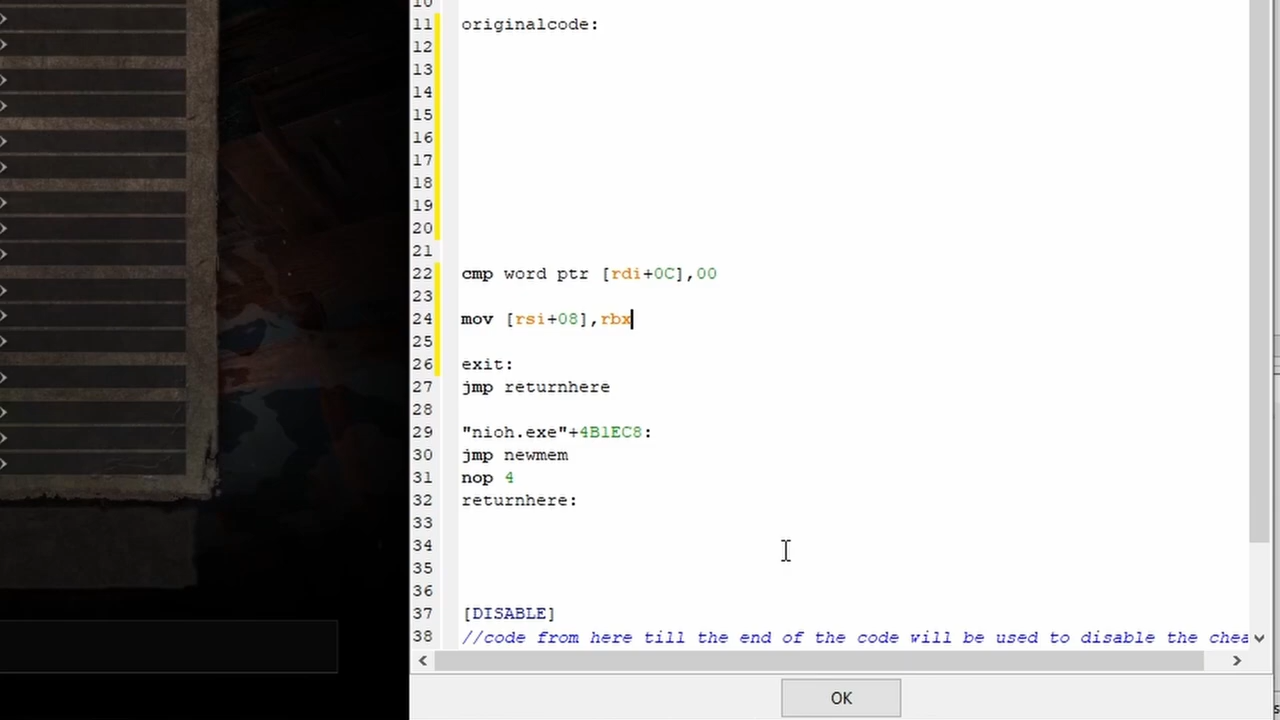 10
11 originalcode:
12
13
14
15
16
17
18
19
20
21
22 cmp word ptr [rdi+0C],00
23
24 mov [rsi+08],rbx
25
26 exit:
27 jmp returnhere
28
29 "nioh.exe"+4B1EC8:
30 jmp newmem
31 nop 4
32 returnhere:
33
34
35
36
37 [DISABLE]
38 //code from here till the end of the code will be used to disable the chea
OK